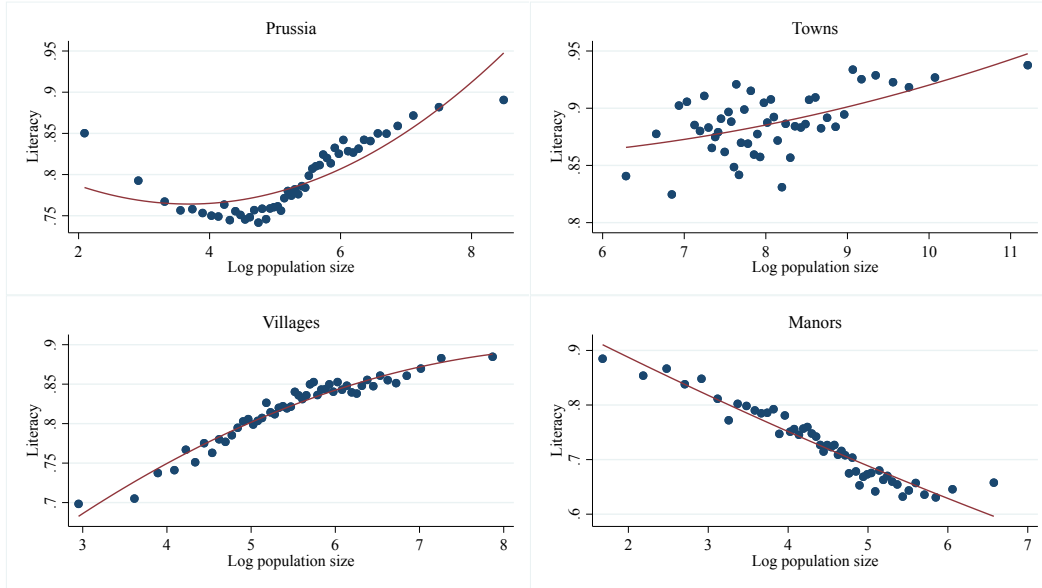 Prussia
.95
.9
.85
.8
.75
Literacy
2 4 6 8
Log population size
Towns
.95
.9
.85
.8
Literacy
6 7 8 9 10 11
Log population size
Villages
.9
.85
.8
.75
.7
Literacy
3 4 5 6 7 8
Log population size
Manors
.9
.8
.7
.6
Literacy
2 3 4 5 6 7
Log population size